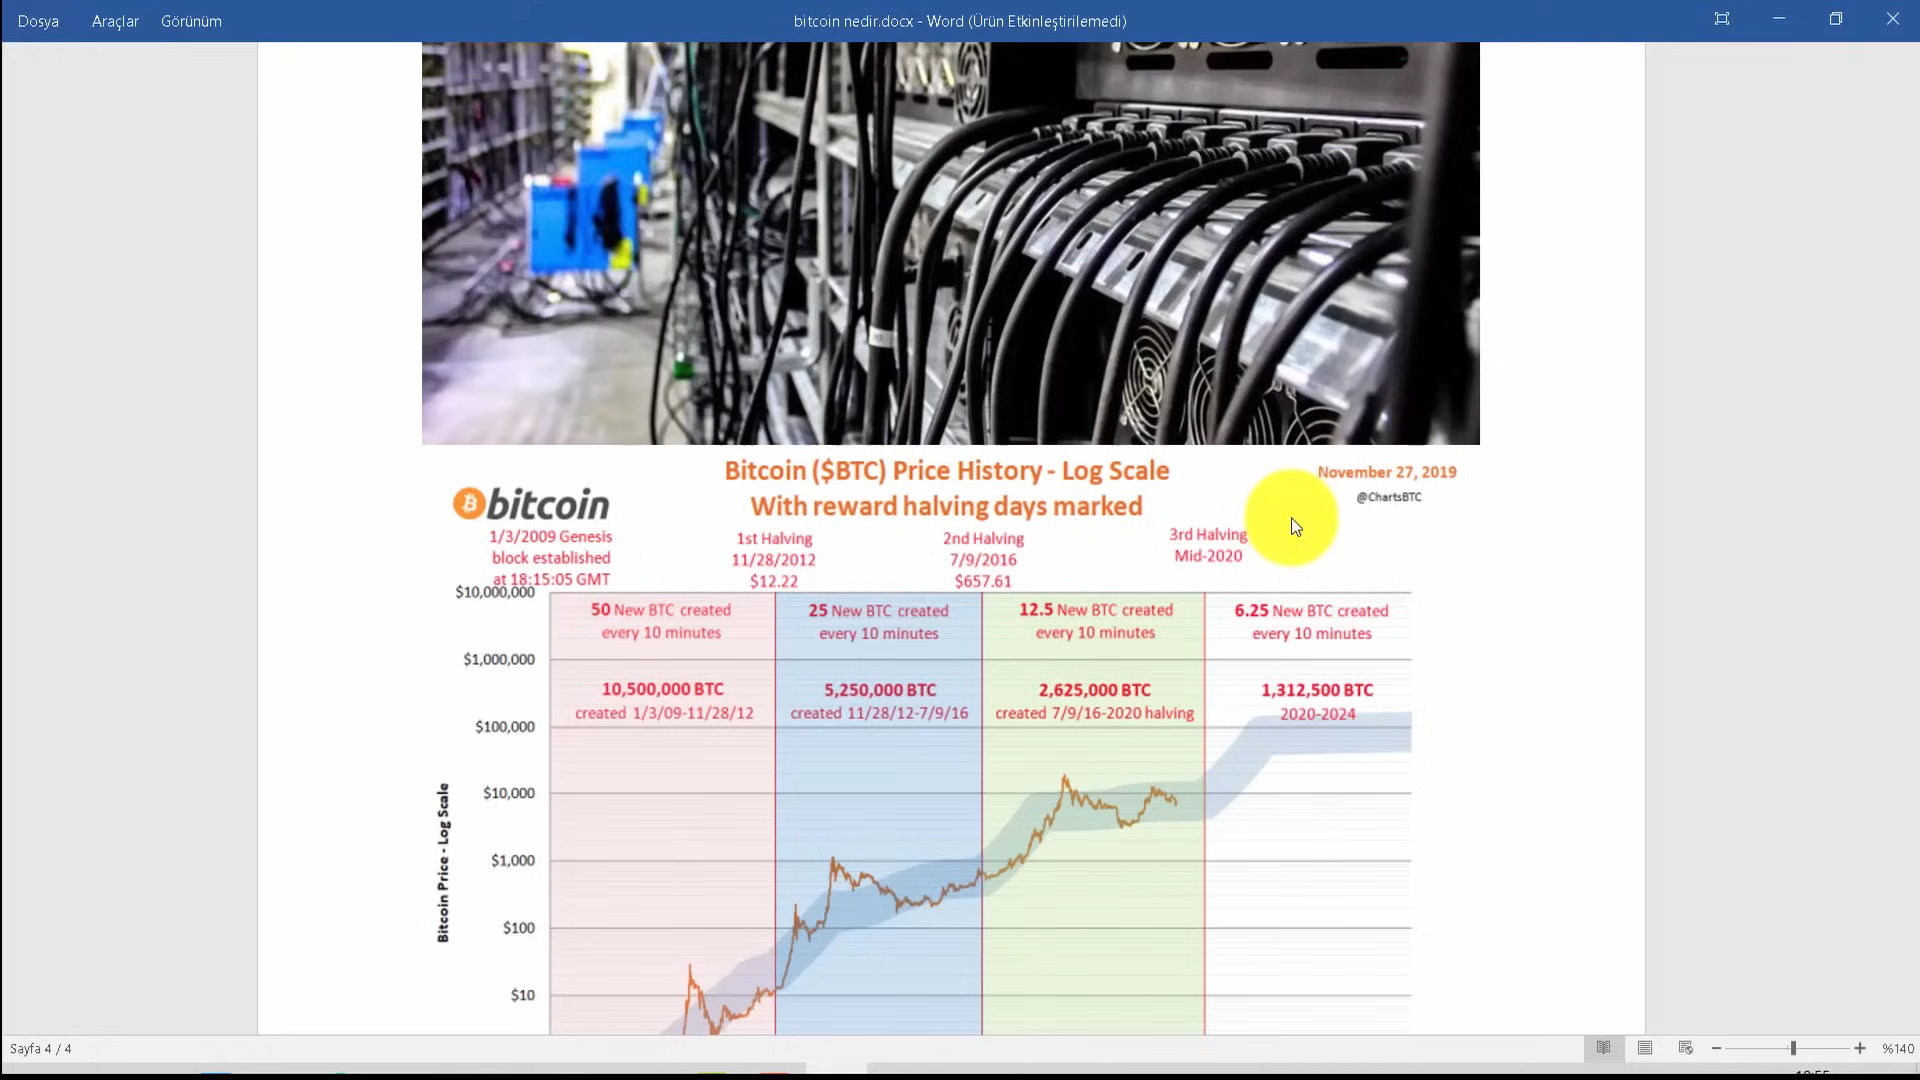 Dosya Araçlar Görünüm bitcoin nedir.docx - Word (Ürün Etkinleştirilemedi)
Bitcoin ($BTC) Price History - Log Scale
With reward halving days marked
November 27, 2019
@ChartsBTC
bitcoin
1/3/2009 Genesis
block established
at 18:15:05 GMT
1st Halving
11/28/2012
$12.22
2nd Halving
7/9/2016
$657.61
3rd Halving
Mid-2020
50 New BTC created
every 10 minutes
25 New BTC created
every 10 minutes
12.5 New BTC created
every 10 minutes
6.25 New BTC created
every 10 minutes
10,500,000 BTC
created 1/3/09-11/28/12
5,250,000 BTC
created 11/28/12-7/9/16
2,625,000 BTC
created 7/9/16-2020 halving
1,312,500 BTC
2020-2024
Bitcoin Price - Log Scale
$10,000,000
$1,000,000
$100,000
$10,000
$1,000
$100
$10
Sayfa 4 / 4
%140